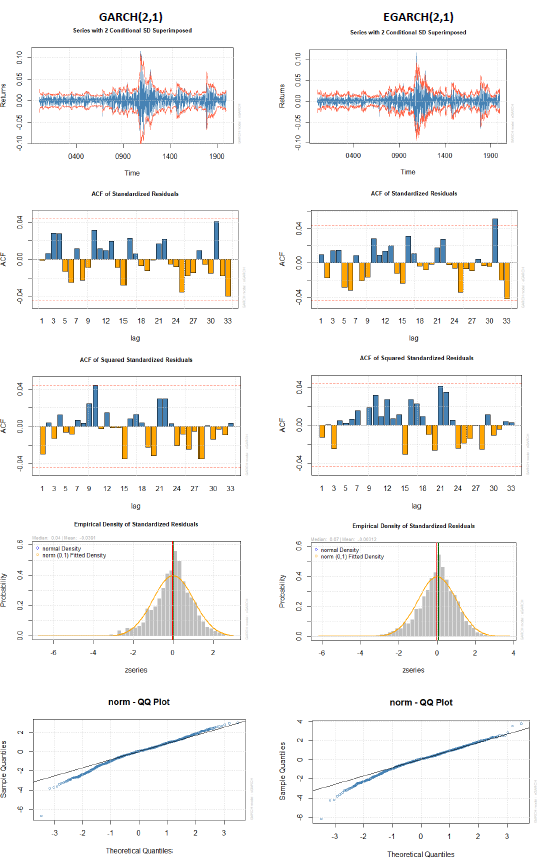 GARCH(2,1)
EGARCH(2,1)
Series with 2 Conditional SD Superimposed
Series with 2 Conditional SD Superimposed
Returns
0.10
0.05
0.00
-0.05
-0.10
0400 0900 1400 1900
Time
Returns
0.10
0.05
0.00
-0.05
-0.10
0400 0900 1400 1900
Time
ACF of Standardized Residuals
ACF of Standardized Residuals
ACF
0.04
0.00
-0.04
1 3 5 7 9 12 15 18 21 24 27 30 33
lag
ACF
0.04
0.00
-0.04
1 3 5 7 9 12 15 18 21 24 27 30 33
lag
ACF of Squared Standardized Residuals
ACF of Squared Standardized Residuals
ACF
0.04
0.00
-0.04
1 3 5 7 9 12 15 18 21 24 27 30 33
lag
ACF
0.04
0.00
-0.04
1 3 5 7 9 12 15 18 21 24 27 30 33
lag
Empirical Density of Standardized Residuals
Empirical Density of Standardized Residuals
Probability
0.6
0.4
0.2
0.0
normal Density
norm (0,1) Fitted Density
-6 -4 -2 0 2
zseries
Probability
0.6
0.4
0.2
0.0
normal Density
norm (0,1) Fitted Density
-6 -4 -2 0 2 4
zseries
norm - QQ Plot
norm - QQ Plot
Sample Quantiles
2
0
-2
-4
-6
-3 -2 -1 0 1 2 3
Theoretical Quantiles
Sample Quantiles
4
2
0
-2
-4
-6
-3 -2 -1 0 1 2 3
Theoretical Quantiles